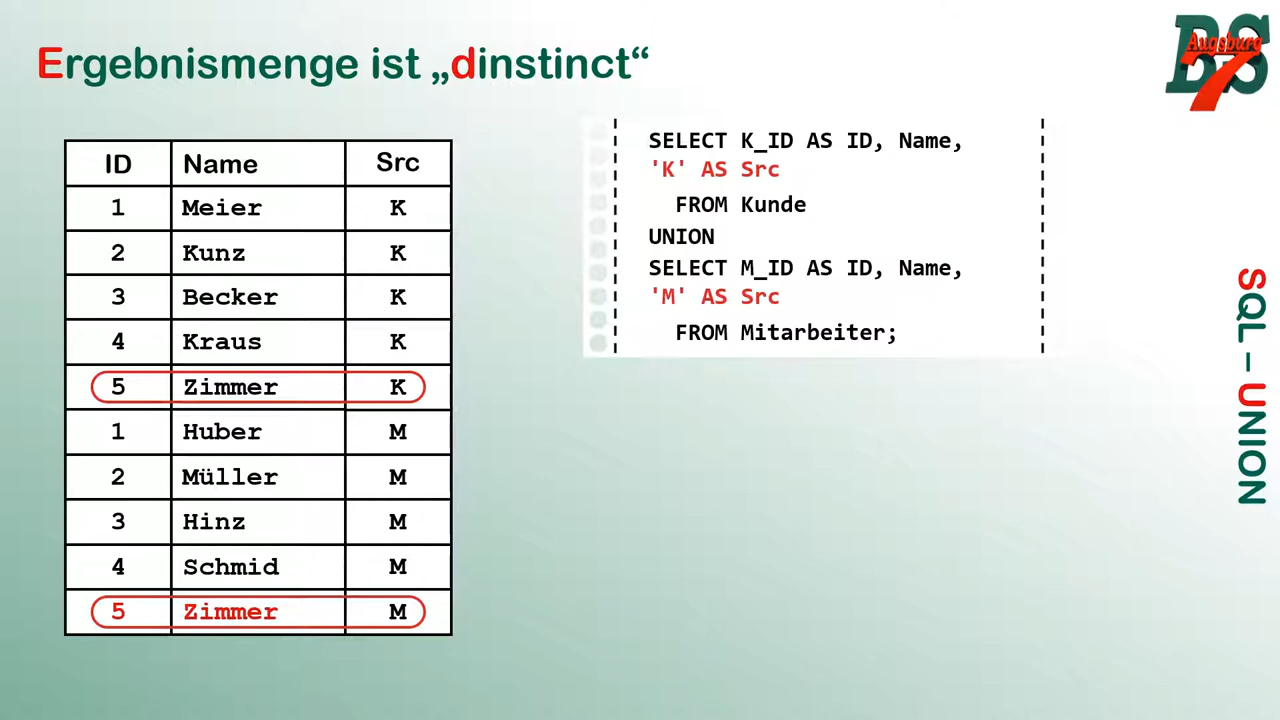 Ergebnismenge ist „dinstinct“
BS
Augsburg
7
ID Name Src
1 Meier K
2 Kunz K
3 Becker K
4 Kraus K
5 Zimmer K
1 Huber M
2 Müller M
3 Hinz M
4 Schmid M
5 Zimmer M
SELECT K_ID AS ID, Name,
'K' AS Src
FROM Kunde
UNION
SELECT M_ID AS ID, Name,
'M' AS Src
FROM Mitarbeiter;
SQL – UNION